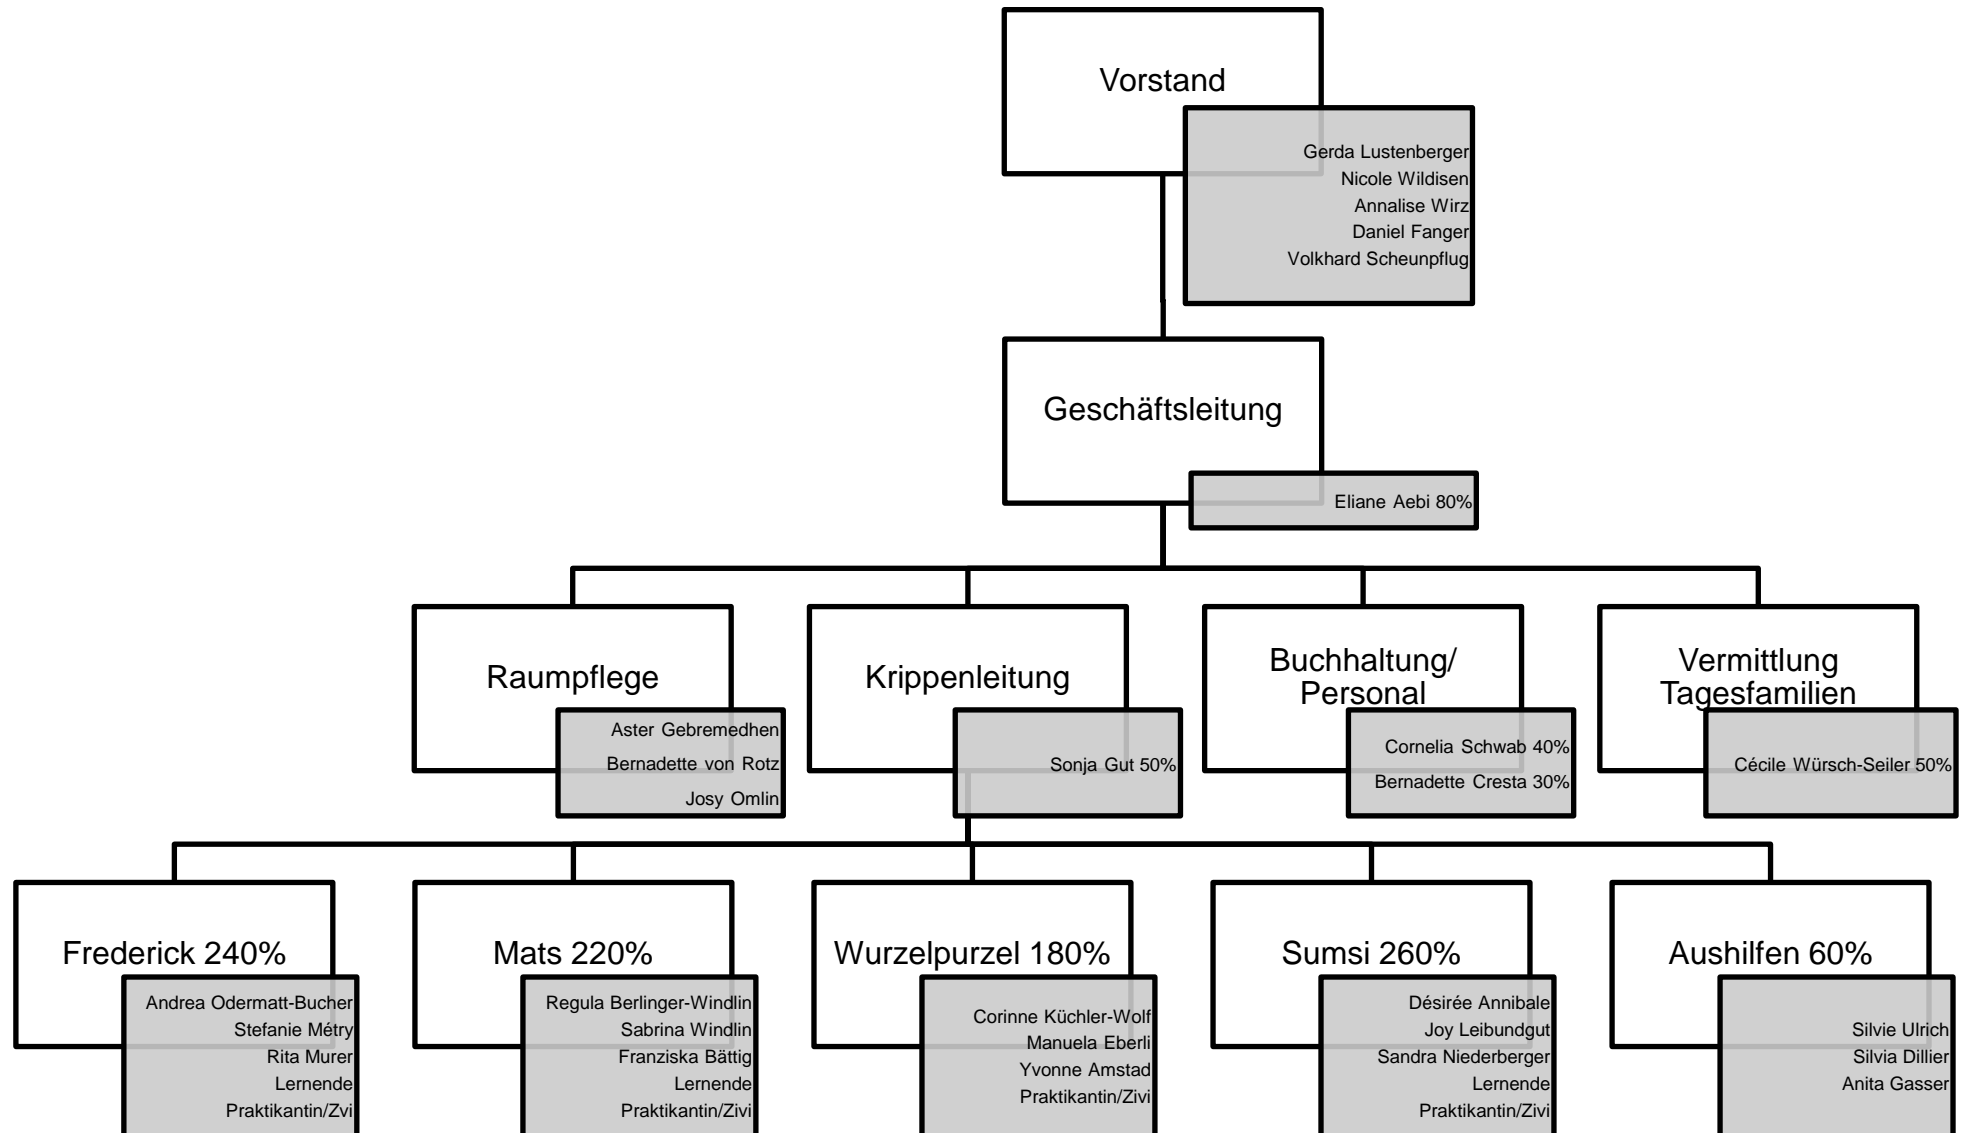 Vorstand
Gerda Lustenberger
Nicole Wildisen
Annalise Wirz
Daniel Fanger
Volkhard Scheunpflug
Geschäftsleitung
Eliane Aebi 80%
Raumpflege
Aster Gebremedhen
Bernadette von Rotz
Josy Omlin
Krippenleitung
Sonja Gut 50%
Buchhaltung/
Personal
Cornelia Schwab 40%
Bernadette Cresta 30%
Vermittlung
Tagesfamilien
Cécile Würsch-Seiler 50%
Frederick 240%
Andrea Odermatt-Bucher
Stefanie Métry
Rita Murer
Lernende
Praktikantin/Zvi
Mats 220%
Regula Berlinger-Windlin
Sabrina Windlin
Franziska Bättig
Lernende
Praktikantin/Zivi
Wurzelpurzel 180%
Corinne Küchler-Wolf
Manuela Eberli
Yvonne Amstad
Praktikantin/Zivi
Sumsi 260%
Désirée Annibale
Joy Leibundgut
Sandra Niederberger
Lernende
Praktikantin/Zivi
Aushilfen 60%
Silvie Ulrich
Silvia Dillier
Anita Gasser